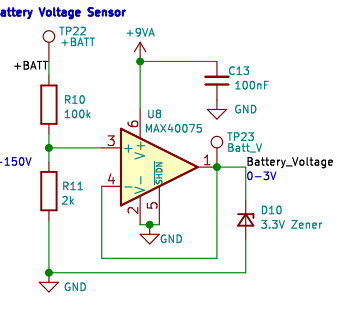 attery Voltage Sensor
TP22
+BATT
+9VA
+BATT
C13
100nF
R10
100k
GND
U8
MAX40075
TP23
Batt_V
6
V+
3
+
1
Battery_Voltage
0-3V
-150V
R11
2k
4
-
V-
SHDN
2
5
D10
3.3V Zener
GND
GND